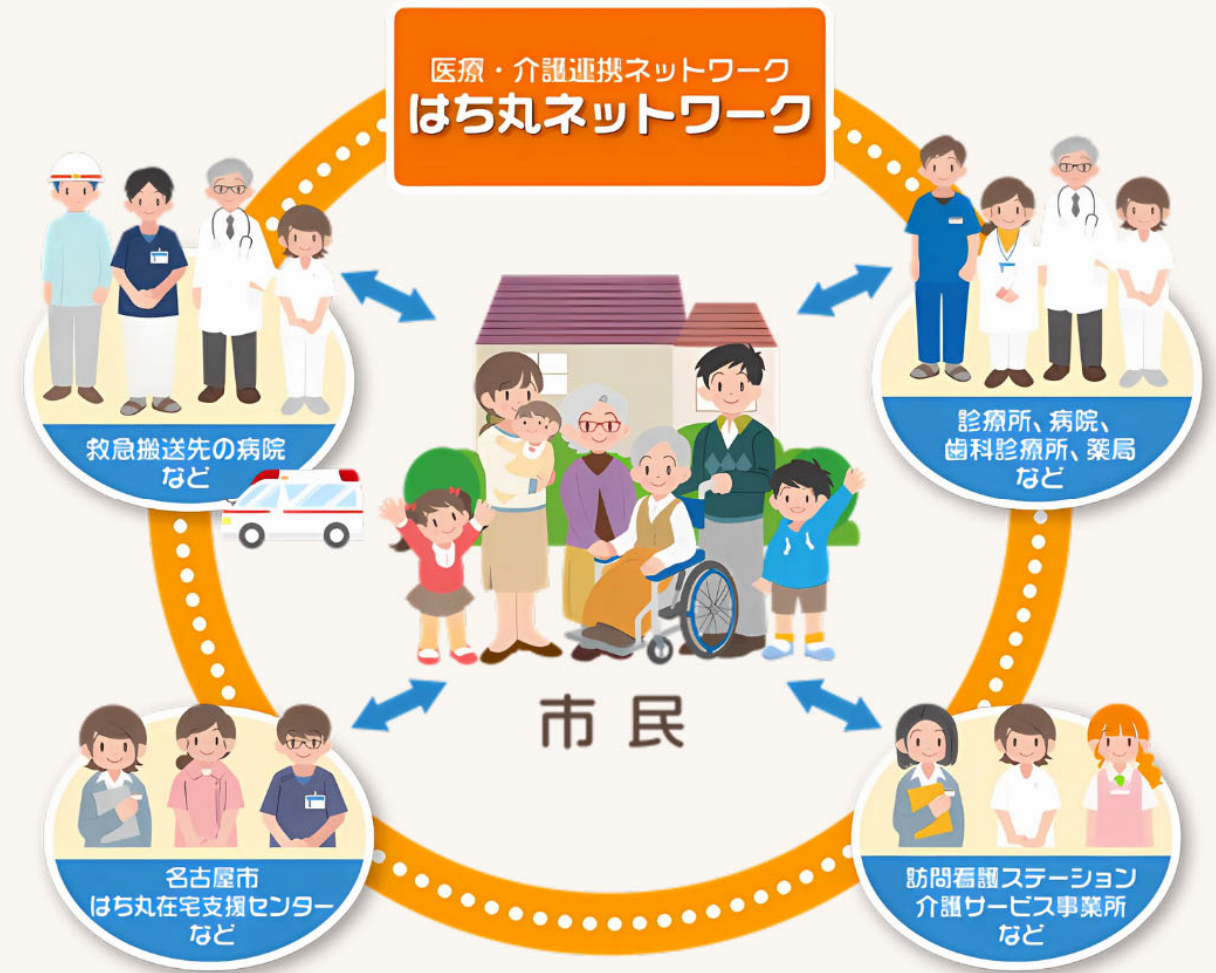 医療・介護連携ネットワーク
はち丸ネットワーク
救急搬送先の病院
など
診療所、病院、
歯科診療所、薬局
など
市民
名古屋市
はち丸在宅支援センター
など
訪問看護ステーション
介護サービス事業所
など